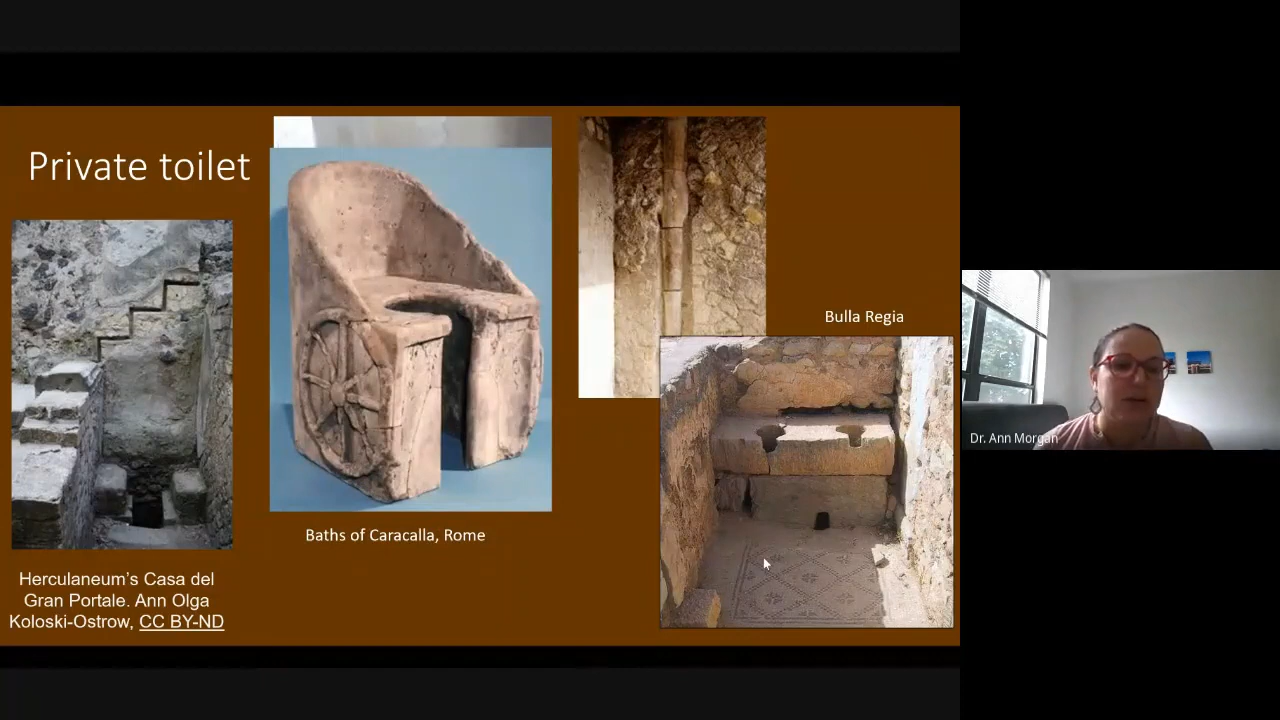 Private toilet
Bulla Regia
Dr. Ann Morgan
Baths of Caracalla, Rome
Herculaneum's Casa del
Gran Portale. Ann Olga
Koloski-Ostrow, CC BY-ND